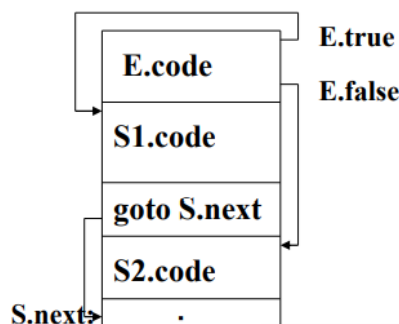 E.true
E.code
E.false
S1.code
goto S.next
S2.code
S.next:
.